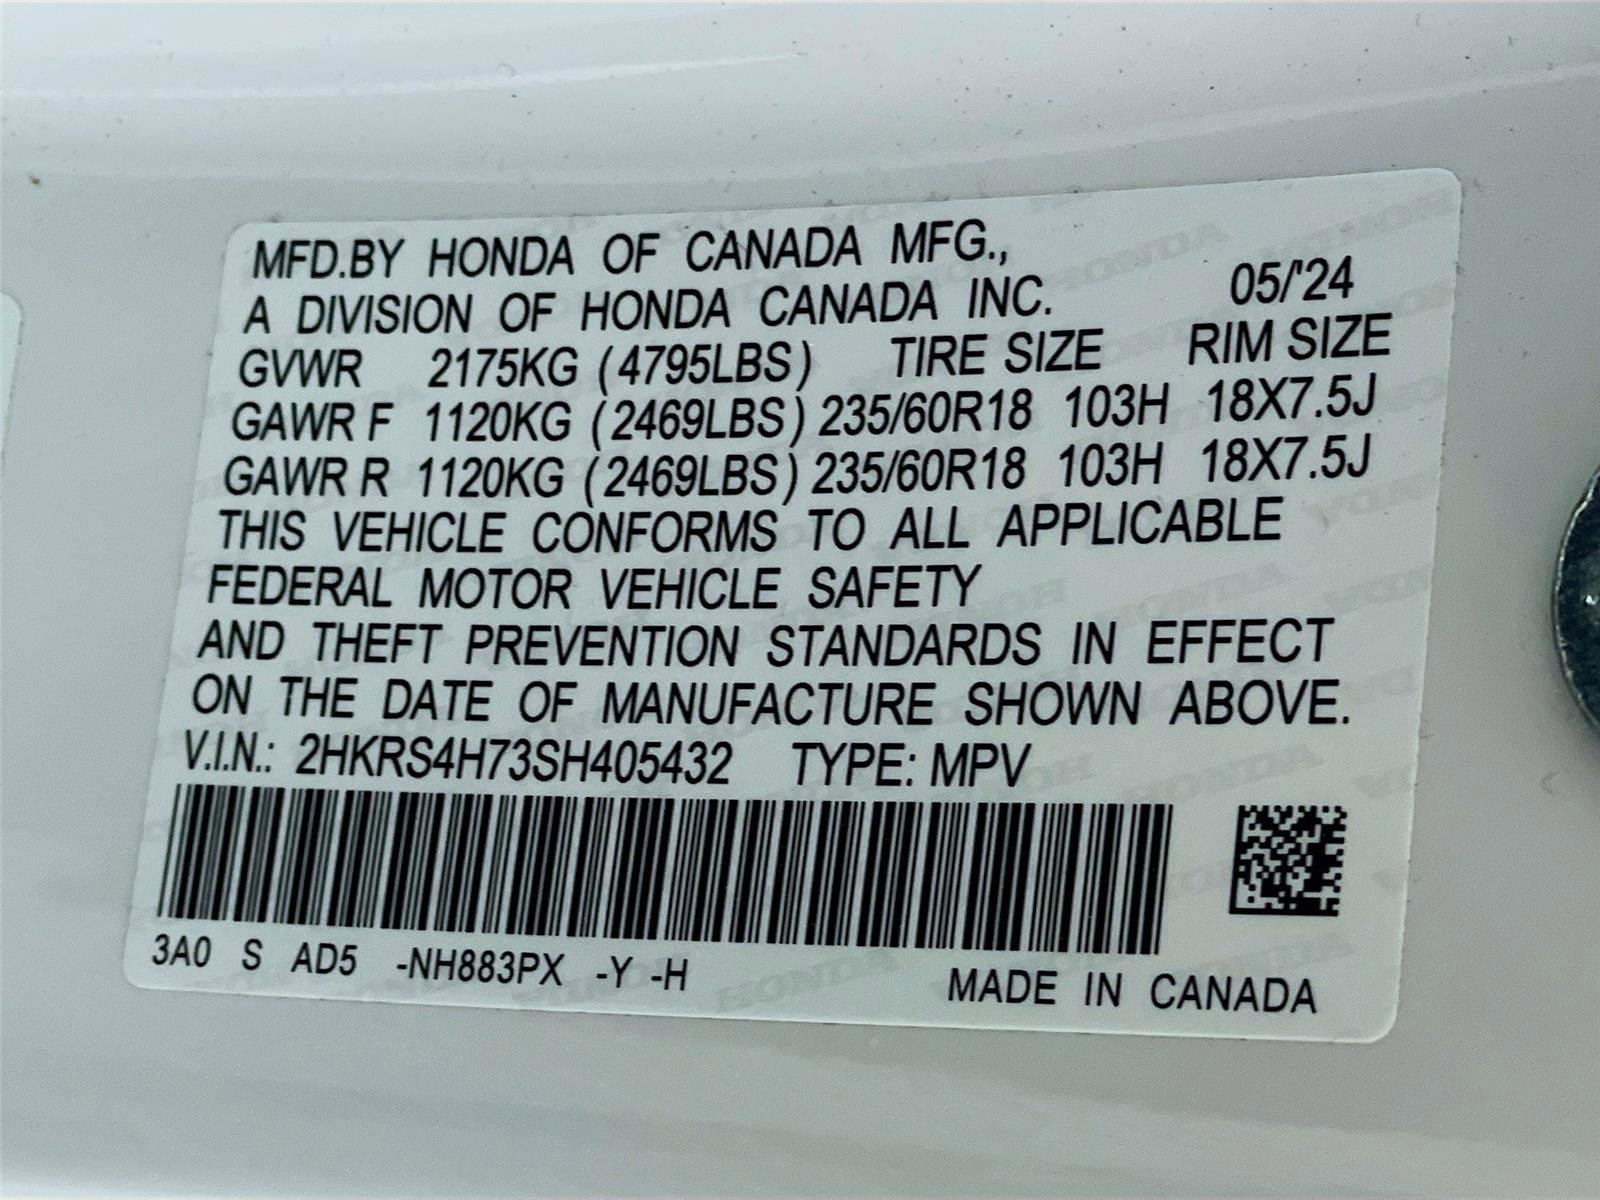 MFD.BY HONDA OF CANADA MFG.,
A DIVISION OF HONDA CANADA INC. 05/'24
GVWR 2175KG (4795LBS) TIRE SIZE RIM SIZE
GAWR F 1120KG (2469LBS) 235/60R18 103H 18X7.5J
GAWR R 1120KG (2469LBS) 235/60R18 103H 18X7.5J
THIS VEHICLE CONFORMS TO ALL APPLICABLE
FEDERAL MOTOR VEHICLE SAFETY
AND THEFT PREVENTION STANDARDS IN EFFECT
ON THE DATE OF MANUFACTURE SHOWN ABOVE.
V.I.N.: 2HKRS4H73SH405432 TYPE: MPV
3A0 S AD5 -NH883PX -Y -H MADE IN CANADA